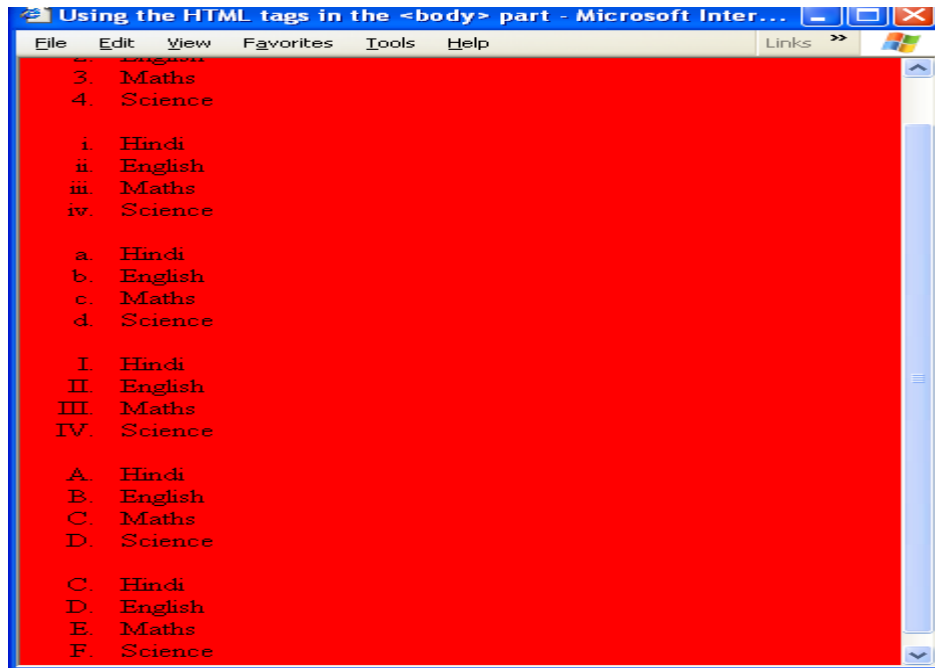 Using the HTML tags in the <body> part - Microsoft Inter...
File Edit View Favorites Tools Help Links »
2. English
3. Maths
4. Science
i. Hindi
ii. English
iii. Maths
iv. Science
a. Hindi
b. English
c. Maths
d. Science
I. Hindi
II. English
III. Maths
IV. Science
A. Hindi
B. English
C. Maths
D. Science
C. Hindi
D. English
E. Maths
F. Science